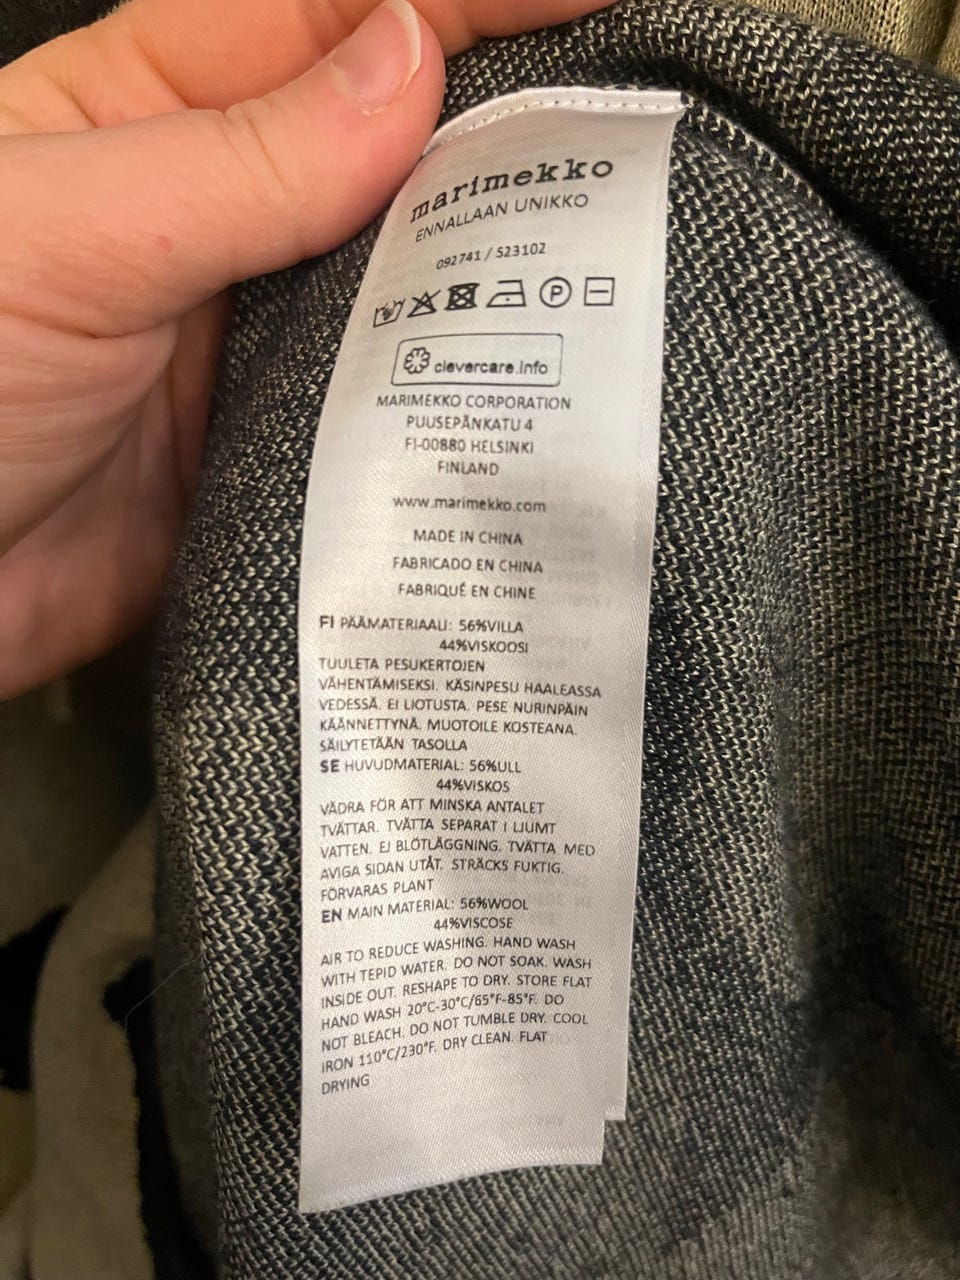 marimekko
ENNALLAAN UNIKKO
092741 / S23102
P
clevercare.info
MARIMEKKO CORPORATION
PUUSEPÄNKATU 4
FI-00880 HELSINKI
FINLAND
www.marimekko.com
MADE IN CHINA
FABRICADO EN CHINA
FABRIQUÉ EN CHINE
FI PÄÄMATERIAALI: 56%VILLA
44%VISKOOSI
TUULETA PESUKERTOJEN
VÄHENTÄMISEKSI. KÄSINPESU HAALEASSA
VEDESSÄ. EI LIOTUSTA. PESE NURINPÄIN
KÄÄNNETTYNÄ. MUOTOILE KOSTEANA.
SÄILYTETÄÄN TASOLLA
SE HUVUDMATERIAL: 56%ULL
44%VISKOS
VÄDRA FÖR ATT MINSKA ANTALET
TVÄTTAR. TVÄTTA SEPARAT I LJUMT
VATTEN. EJ BLÖTLÄGGNING. TVÄTTA MED
AVIGA SIDAN UTÅT. STRÄCKS FUKTIG.
FÖRVARAS PLANT
EN MAIN MATERIAL: 56%WOOL
44%VISCOSE
AIR TO REDUCE WASHING. HAND WASH
WITH TEPID WATER. DO NOT SOAK. WASH
INSIDE OUT. RESHAPE TO DRY. STORE FLAT
HAND WASH 20°C-30°C/65°F-85°F. DO
NOT BLEACH. DO NOT TUMBLE DRY. COOL
IRON 110°C/230°F. DRY CLEAN. FLAT
DRYING